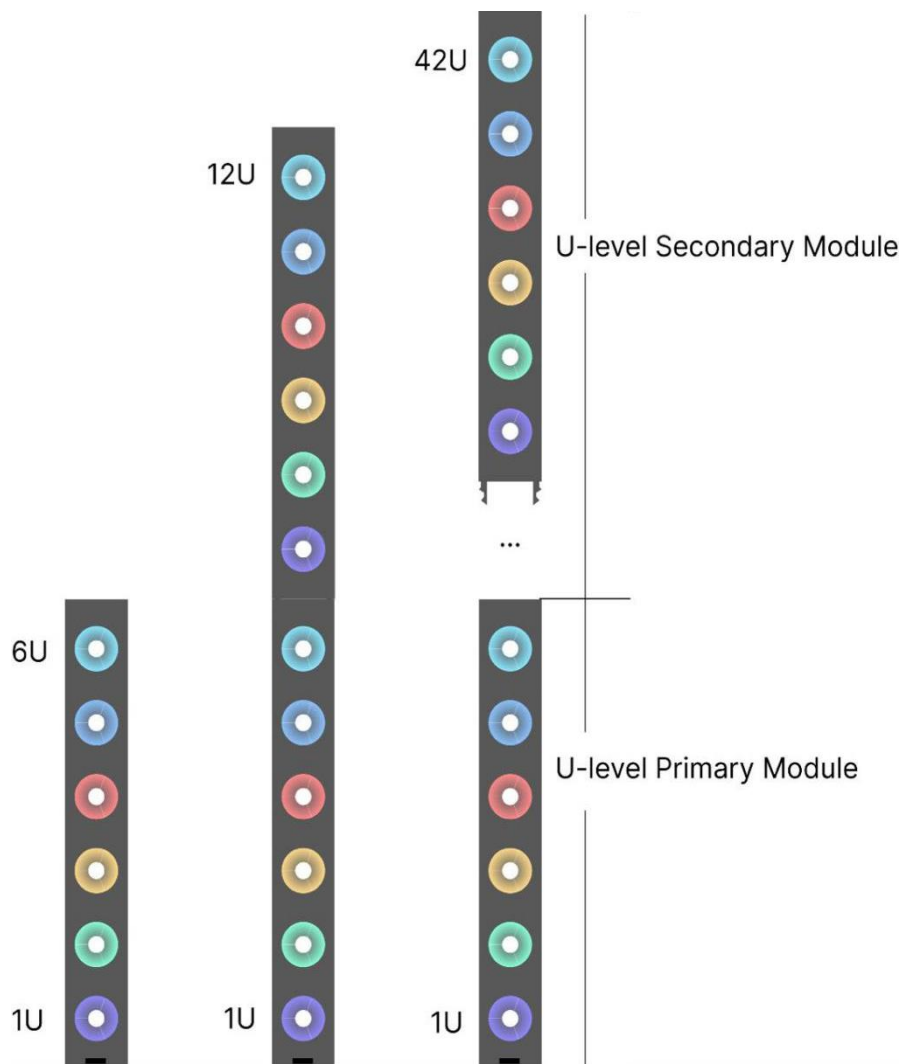 42U
12U
U-level Secondary Module
...
6U
U-level Primary Module
1U
1U
1U